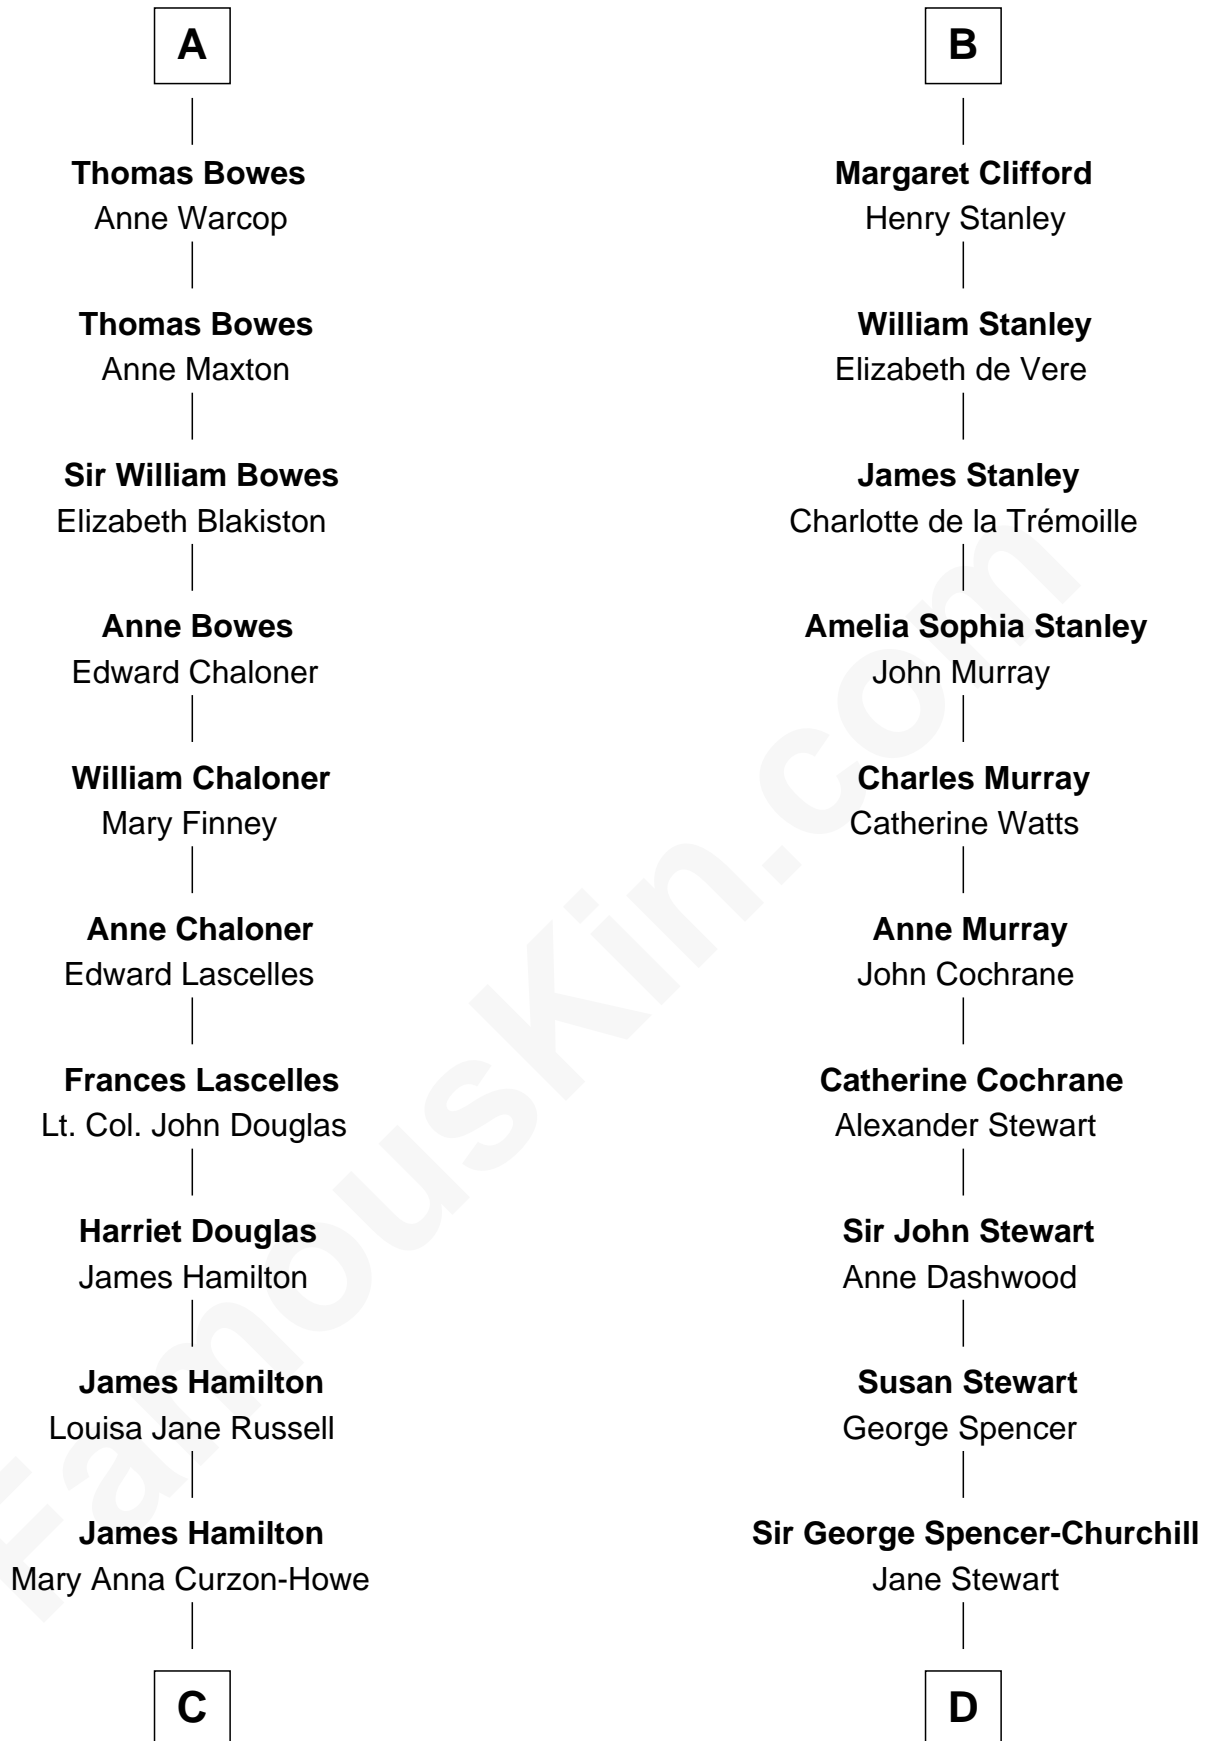 A
Thomas Bowes
Anne Warcop
Thomas Bowes
Anne Maxton
Sir William Bowes
Elizabeth Blakiston
Anne Bowes
Edward Chaloner
William Chaloner
Mary Finney
Anne Chaloner
Edward Lascelles
Frances Lascelles
Lt. Col. John Douglas
Harriet Douglas
James Hamilton
James Hamilton
Louisa Jane Russell
James Hamilton
Mary Anna Curzon-Howe
C
B
Margaret Clifford
Henry Stanley
William Stanley
Elizabeth de Vere
James Stanley
Charlotte de la Trémoille
Amelia Sophia Stanley
John Murray
Charles Murray
Catherine Watts
Anne Murray
John Cochrane
Catherine Cochrane
Alexander Stewart
Sir John Stewart
Anne Dashwood
Susan Stewart
George Spencer
Sir George Spencer-Churchill
Jane Stewart
D
FamousKin.com